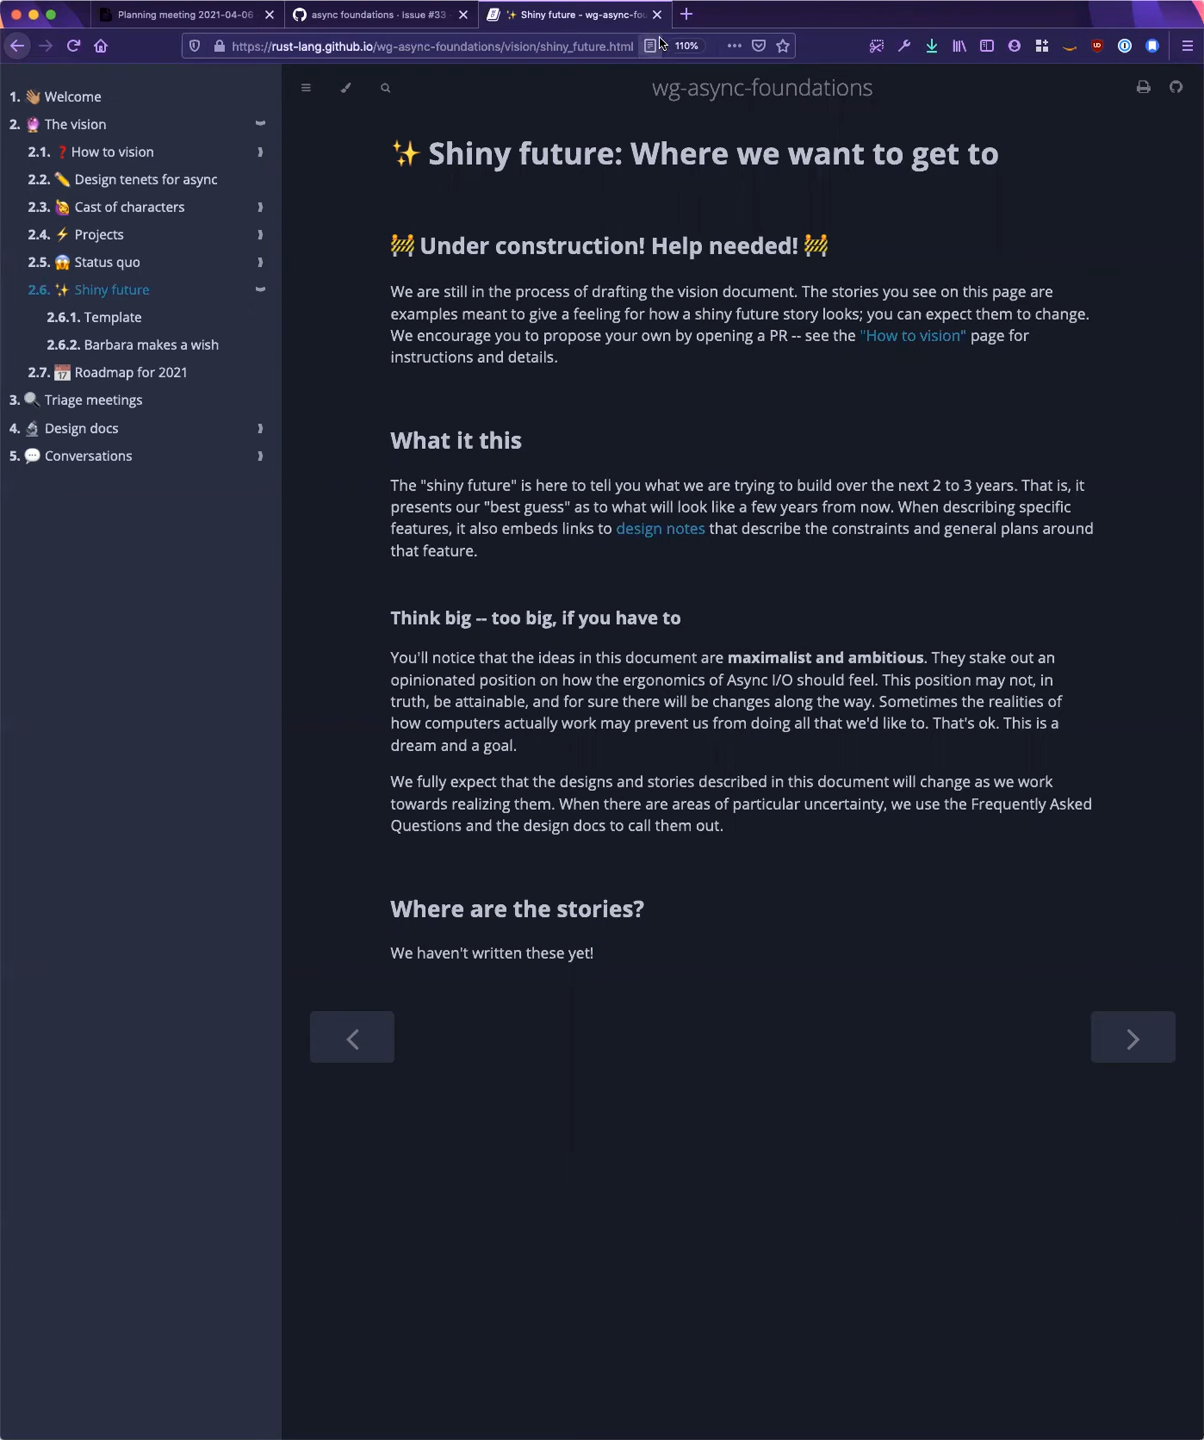 Planning meeting 2021-04-06
async foundations · Issue #33
✨ Shiny future - wg-async-fou
https://rust-lang.github.io/wg-async-foundations/vision/shiny_future.html
110%
wg-async-foundations
1. 👋🏽 Welcome
2. 🔮 The vision
2.1. ❓ How to vision
2.2. ✏️ Design tenets for async
2.3. 🙋 Cast of characters
2.4. ⚡ Projects
2.5. 😱 Status quo
2.6. ✨ Shiny future
2.6.1. Template
2.6.2. Barbara makes a wish
2.7. 📅 Roadmap for 2021
3. 🔍 Triage meetings
4. 🔬 Design docs
5. 💬 Conversations
✨ Shiny future: Where we want to get to
🚧 Under construction! Help needed! 🚧
We are still in the process of drafting the vision document. The stories you see on this page are
examples meant to give a feeling for how a shiny future story looks; you can expect them to change.
We encourage you to propose your own by opening a PR -- see the "How to vision" page for
instructions and details.
What it this
The "shiny future" is here to tell you what we are trying to build over the next 2 to 3 years. That is, it
presents our "best guess" as to what will look like a few years from now. When describing specific
features, it also embeds links to design notes that describe the constraints and general plans around
that feature.
Think big -- too big, if you have to
You'll notice that the ideas in this document are maximalist and ambitious. They stake out an
opinionated position on how the ergonomics of Async I/O should feel. This position may not, in
truth, be attainable, and for sure there will be changes along the way. Sometimes the realities of
how computers actually work may prevent us from doing all that we'd like to. That's ok. This is a
dream and a goal.
We fully expect that the designs and stories described in this document will change as we work
towards realizing them. When there are areas of particular uncertainty, we use the Frequently Asked
Questions and the design docs to call them out.
Where are the stories?
We haven't written these yet!